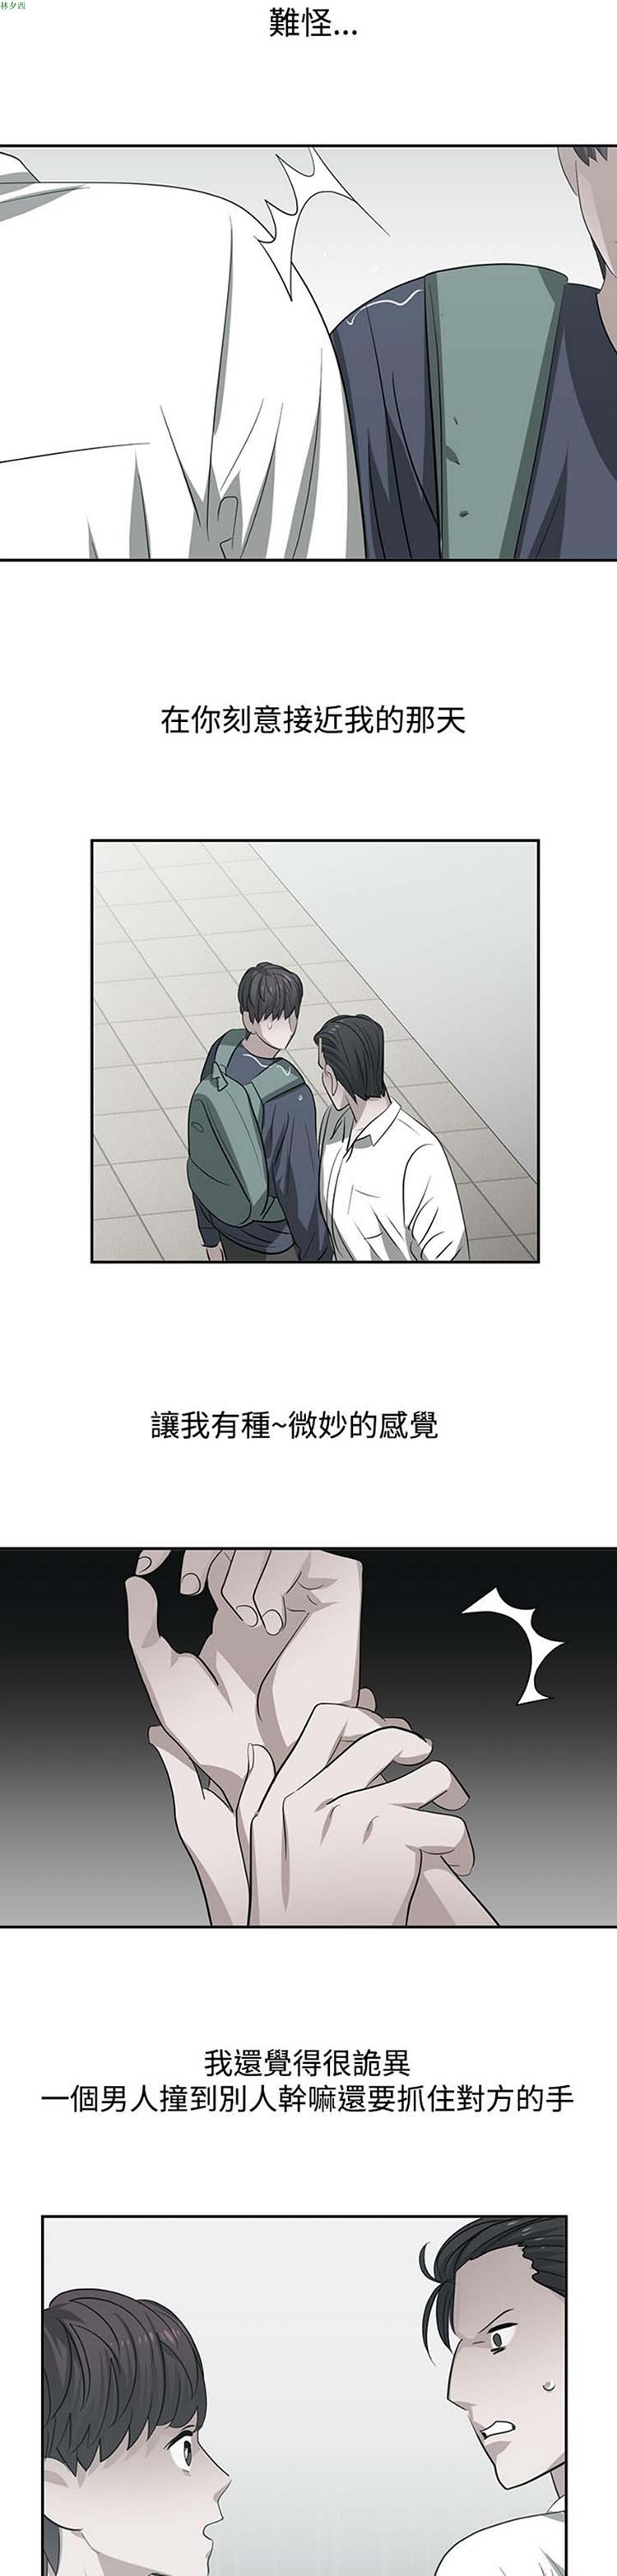 林夕西
難怪...
在你刻意接近我的那天
讓我有種~微妙的感覺
我還覺得很詭異
一個男人撞到別人幹嘛還要抓住對方的手